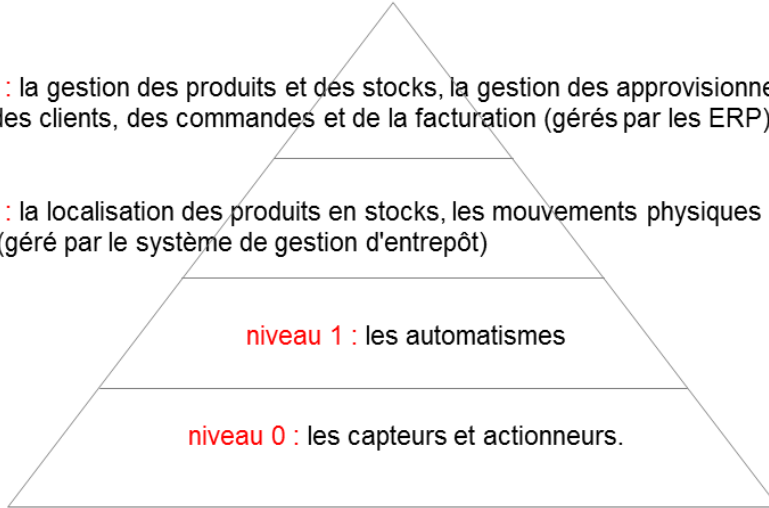 : la gestion des produits et des stocks, la gestion des
des clients, des commandes et de la facturation (gérés par les ERP)
: la localisation des produits en stocks, les mouvements physiques
(géré par le système de gestion d'entrepôt)
niveau 1 : les automatismes
niveau 0 : les capteurs et actionneurs.